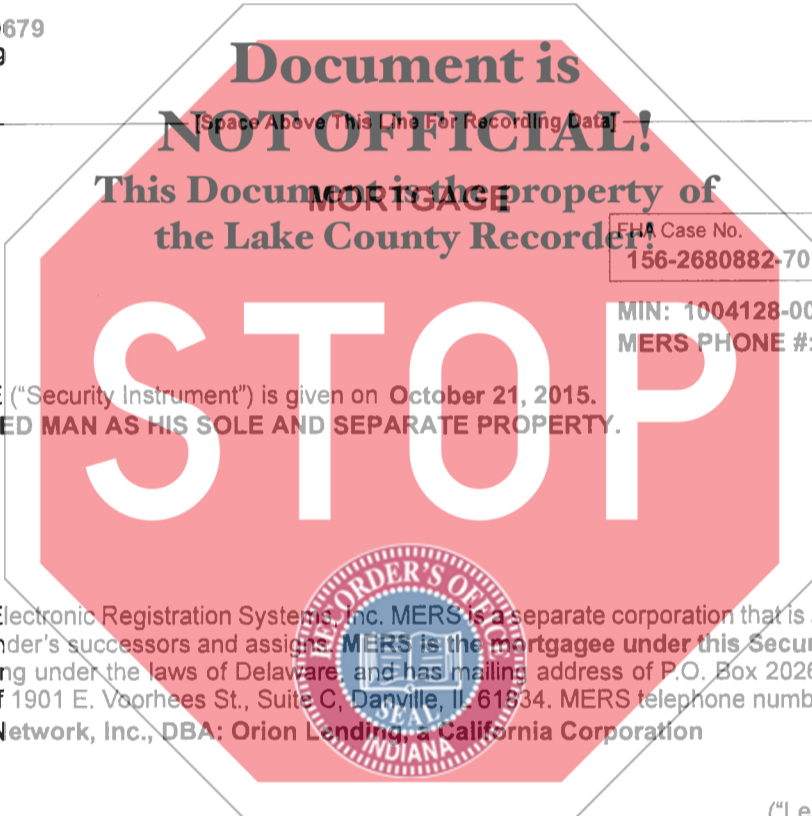 679
Document is
[Space Above This Line For Recording Data]
NOT OFFICIAL!
This Document is the property of
MORTGAGE
the Lake County Recorder!
FHA Case No.
156-2680882-70
MIN: 1004128-00
MERS PHONE #:
STOP
("Security Instrument") is given on October 21, 2015.
ED MAN AS HIS SOLE AND SEPARATE PROPERTY.
RECORDER'S OFFICE
Electronic Registration Systems, Inc. MERS is a separate corporation that is
nder's successors and assigns. MERS is the mortgagee under this Secur
ng under the laws of Delaware, and has mailing address of P.O. Box 2026
f 1901 E. Voorhees St., Suite C, Danville, IL 61834. MERS telephone numb
SEAL
Network, Inc., DBA: Orion Lending, a California Corporation
INDIANA
("Le